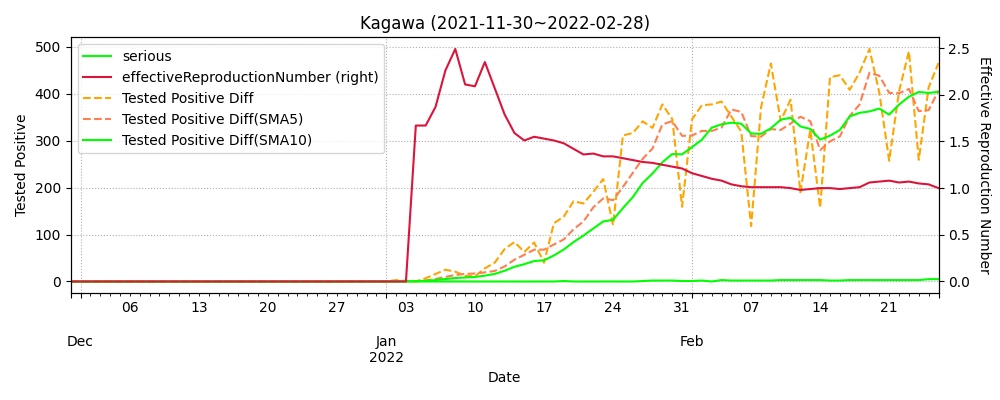 Kagawa (2021-11-30~2022-02-28)
serious
effectiveReproductionNumber (right)
Tested Positive Diff
Tested Positive Diff(SMA5)
Tested Positive Diff(SMA10)
Tested Positive
500
400
300
200
100
0
2.5
2.0
1.5
1.0
0.5
0.0
Effective Reproduction Number
06 13 20 27 03 10 17 24 31 07 14 21
Dec Jan Feb
2022
Date